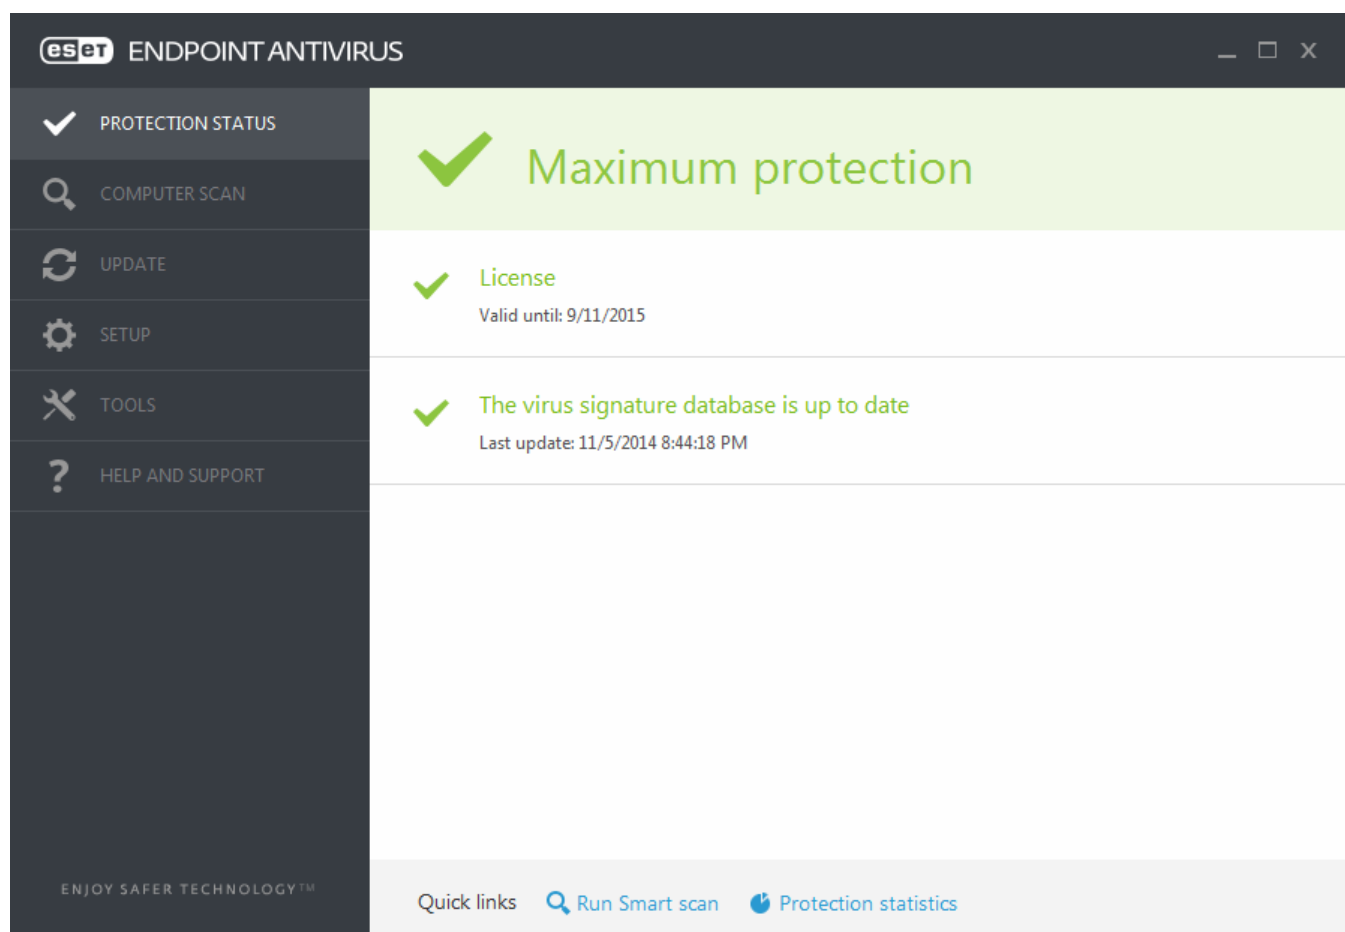 eset ENDPOINT ANTIVIRUS
PROTECTION STATUS
COMPUTER SCAN
UPDATE
SETUP
TOOLS
HELP AND SUPPORT
ENJOY SAFER TECHNOLOGY™
Maximum protection
License
Valid until: 9/11/2015
The virus signature database is up to date
Last update: 11/5/2014 8:44:18 PM
Quick links Run Smart scan Protection statistics